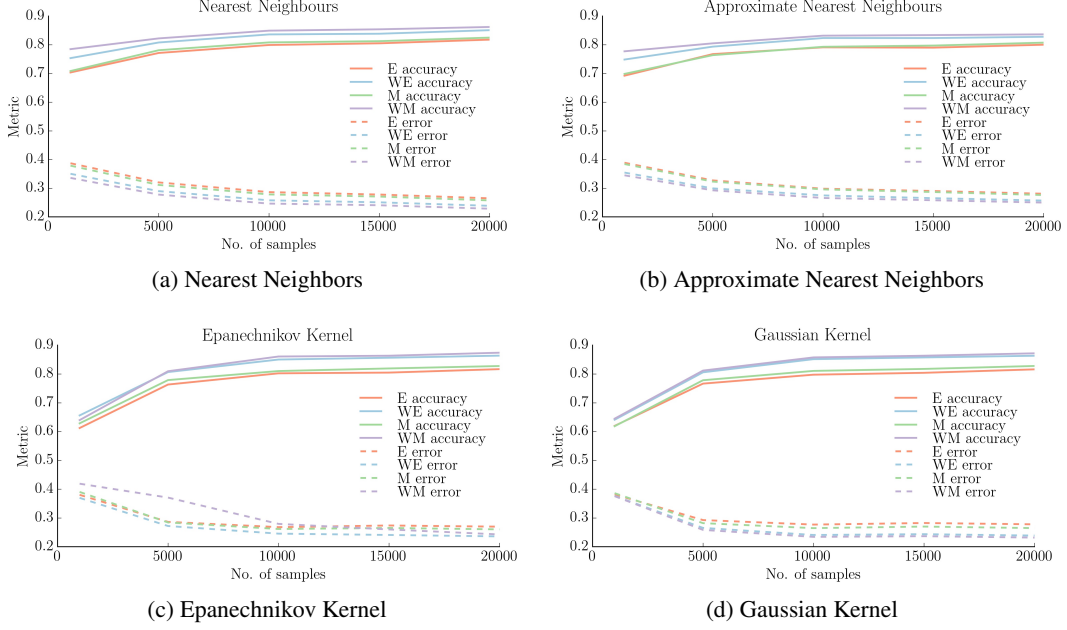 Nearest Neighbours
0.9
0.8
0.7
0.6
0.5
0.4
0.3
0.2
Metric
E accuracy
WE accuracy
M accuracy
WM accuracy
E error
WE error
M error
WM error
0 5000 10000 15000 20000
No. of samples
(a) Nearest Neighbors
Approximate Nearest Neighbours
0.9
0.8
0.7
0.6
0.5
0.4
0.3
0.2
Metric
E accuracy
WE accuracy
M accuracy
WM accuracy
E error
WE error
M error
WM error
0 5000 10000 15000 20000
No. of samples
(b) Approximate Nearest Neighbors
Epanechnikov Kernel
0.9
0.8
0.7
0.6
0.5
0.4
0.3
0.2
Metric
E accuracy
WE accuracy
M accuracy
WM accuracy
E error
WE error
M error
WM error
0 5000 10000 15000 20000
No. of samples
(c) Epanechnikov Kernel
Gaussian Kernel
0.9
0.8
0.7
0.6
0.5
0.4
0.3
0.2
Metric
E accuracy
WE accuracy
M accuracy
WM accuracy
E error
WE error
M error
WM error
0 5000 10000 15000 20000
No. of samples
(d) Gaussian Kernel